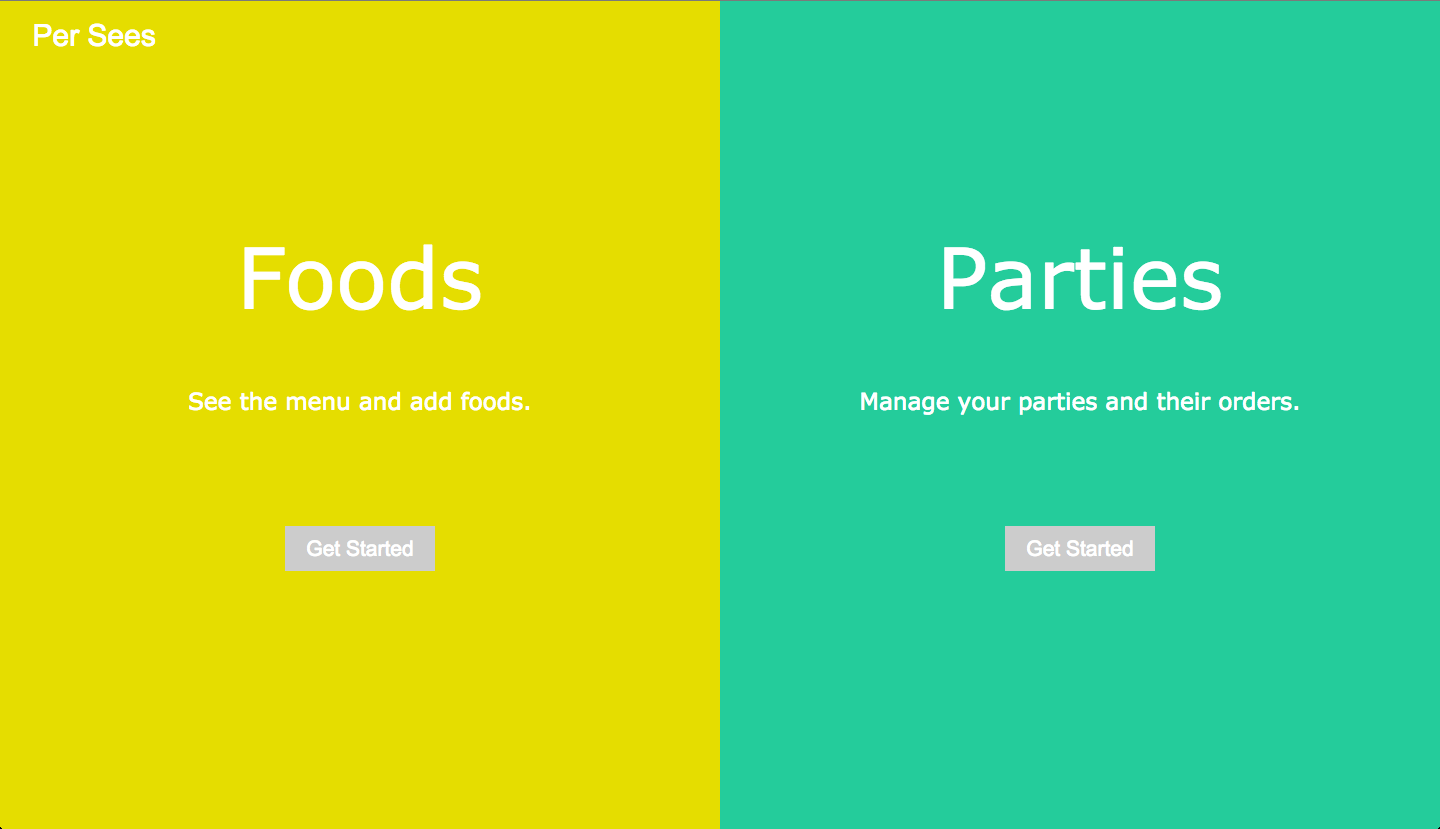 Per Sees
Foods
See the menu and add foods.
Get Started
Parties
Manage your parties and their orders.
Get Started